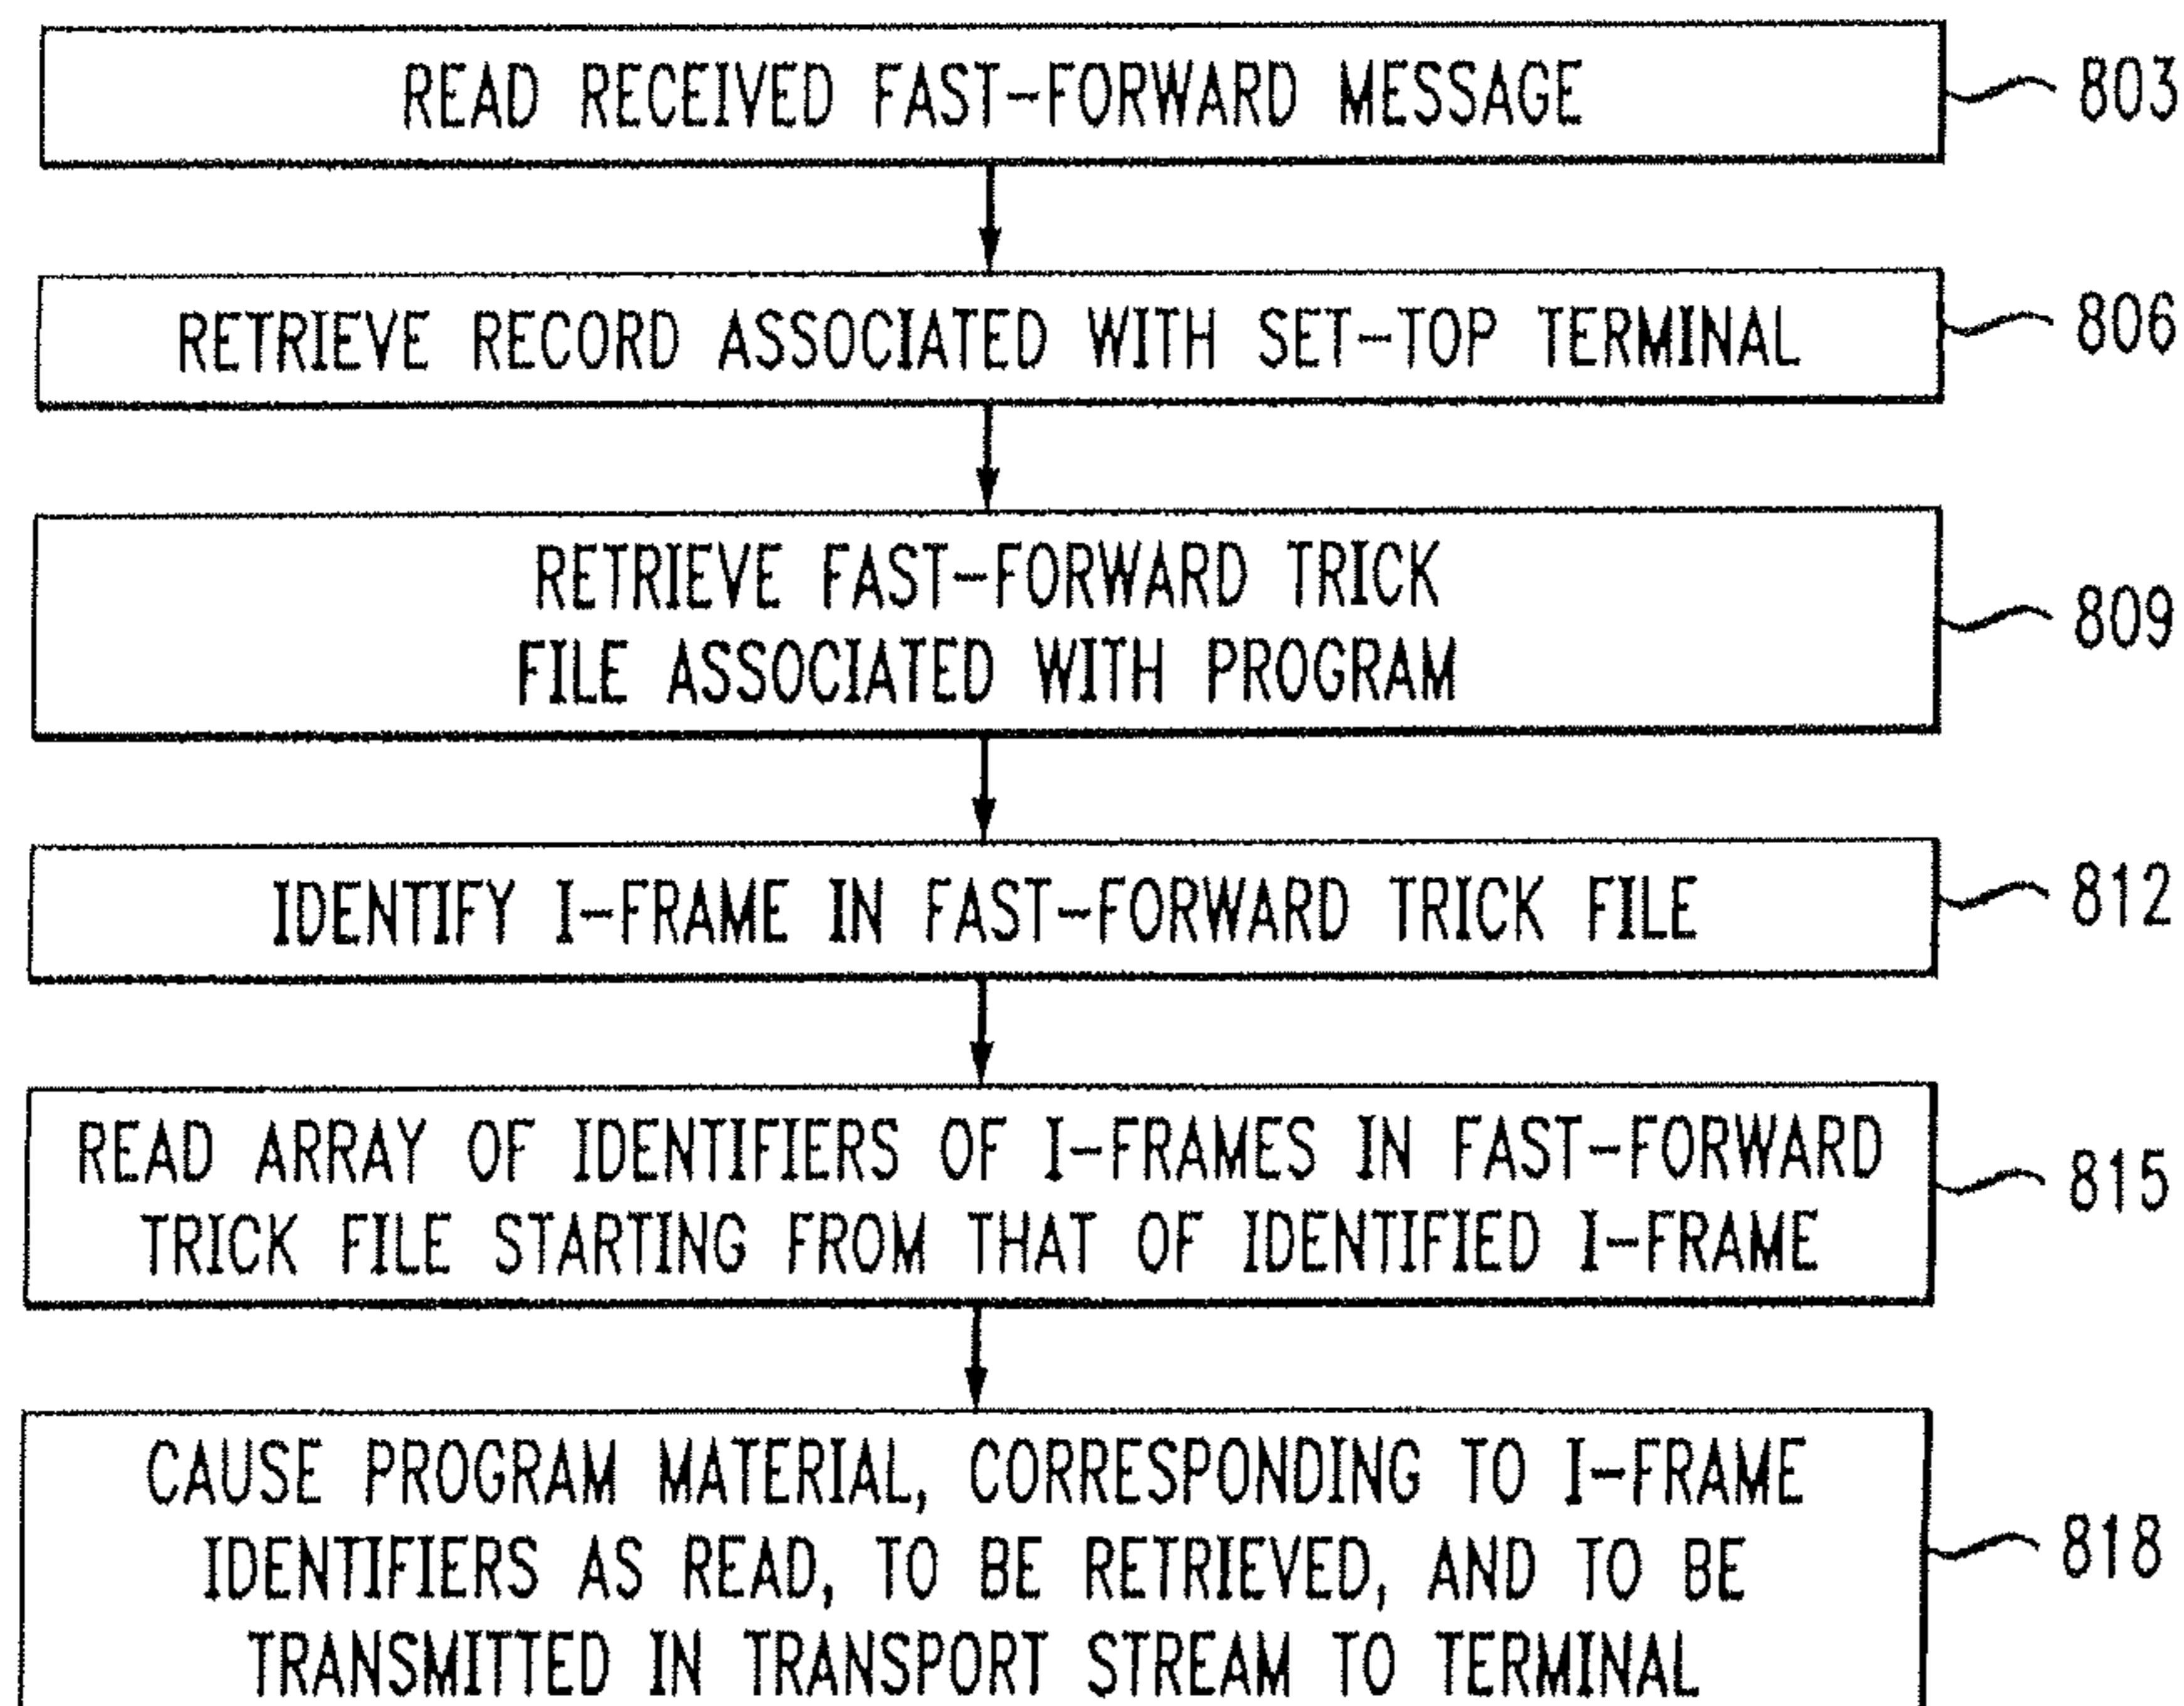 READ RECEIVED FAST-FORWARD MESSAGE
803
RETRIEVE RECORD ASSOCIATED WITH SET-TOP TERMINAL
806
RETRIEVE FAST-FORWARD TRICK
FILE ASSOCIATED WITH PROGRAM
809
IDENTIFY I-FRAME IN FAST-FORWARD TRICK FILE
812
READ ARRAY OF IDENTIFIERS OF I-FRAMES IN FAST-FORWARD
TRICK FILE STARTING FROM THAT OF IDENTIFIED I-FRAME
815
CAUSE PROGRAM MATERIAL, CORRESPONDING TO I-FRAME
IDENTIFIERS AS READ, TO BE RETRIEVED, AND TO BE
TRANSMITTED IN TRANSPORT STREAM TO TERMINAL
818